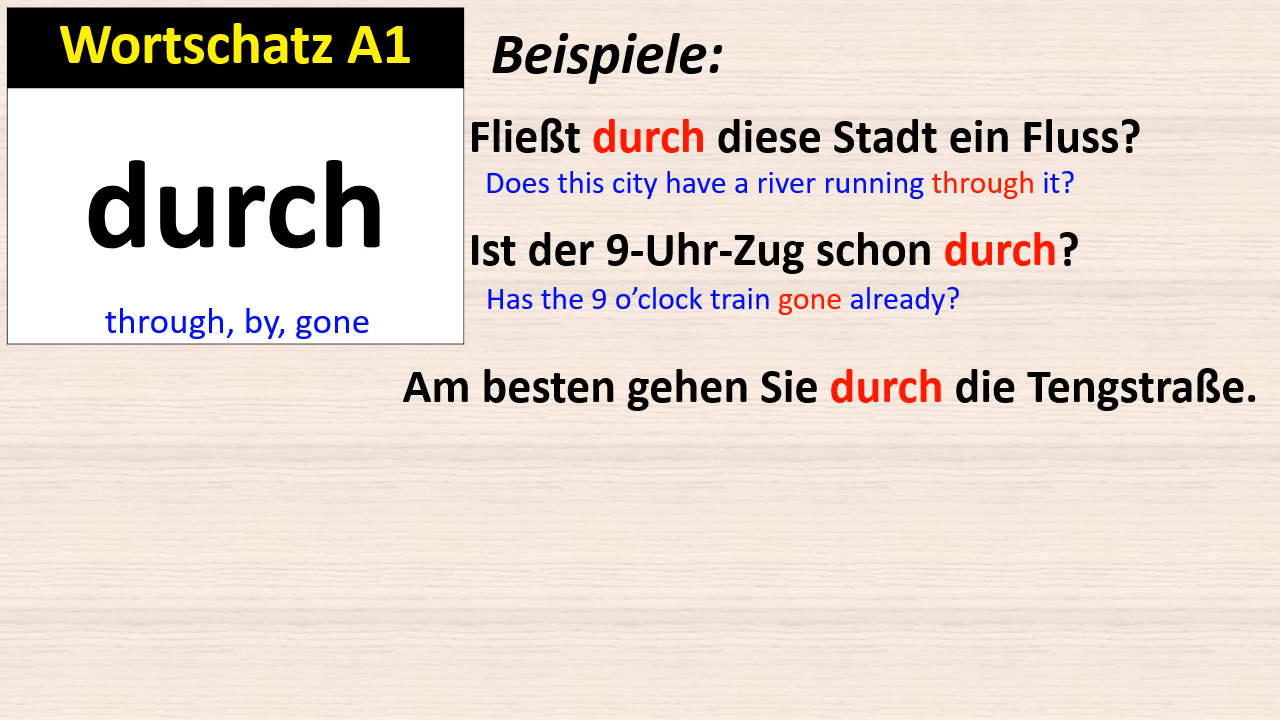 Wortschatz A1
durch
through, by, gone
Beispiele:
Fließt durch diese Stadt ein Fluss?
Does this city have a river running through it?
Ist der 9-Uhr-Zug schon durch?
Has the 9 o’clock train gone already?
Am besten gehen Sie durch die Tengstraße.